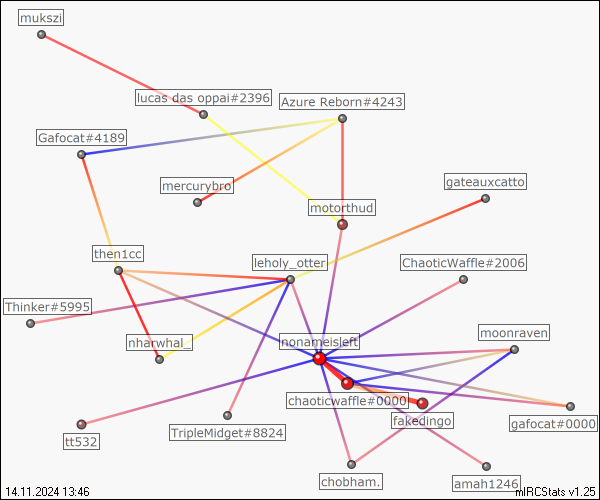 mukszi
lucas das oppai#2396
Azure Reborn#4243
Gafocat#4189
mercurybro
gateauxcatto
motorthud
then1cc
leholy_otter
ChaoticWaffle#2006
Thinker#5995
nharwhal_
nonameisleft
moonraven
chaoticwaffle#0000
fakedingo
gafocat#0000
tt532
TripleMidget#8824
chobham.
amah1246
14.11.2024 13:46
mIRCStats v1.25